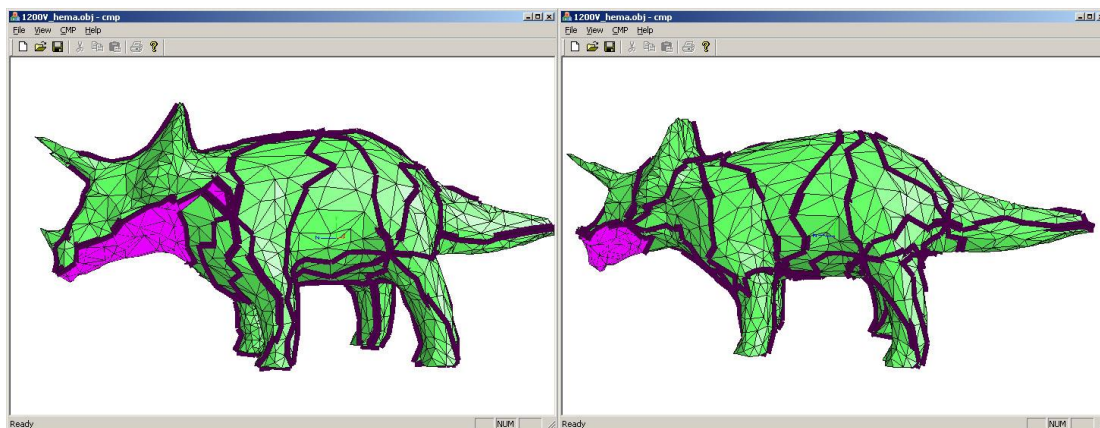 1200V_hema.obj - cmp
File View CMP Help
Ready
NUM
1200V_hema.obj - cmp
File View CMP Help
Ready
NUM